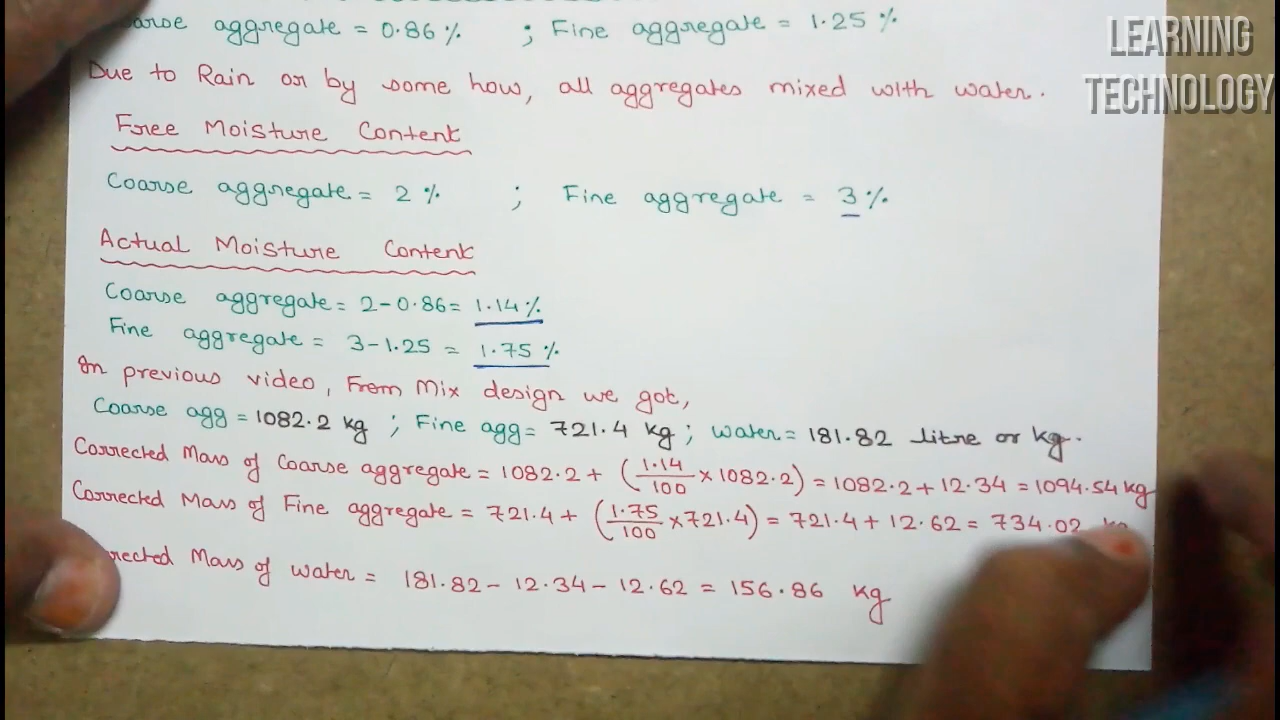 aggregate = 0.86% ; Fine aggregate = 1.25%
LEARNING
TECHNOLOGY
Due to Rain or by some how, all aggregates mixed with water.
Free Moisture Content
Coarse aggregate = 2% ; Fine aggregate = 3%
Actual Moisture Content
Coarse aggregate = 2-0.86= 1.14%
Fine aggregate = 3-1.25 = 1.75%
In previous video, From Mix design we got,
Coarse agg = 1082.2 kg ; Fine agg= 721.4 kg ; water= 181.82 litre or kg.
Corrected Mass of Coarse aggregate = 1082.2 + (1.14/100 × 1082.2) = 1082.2 + 12.34 = 1094.54 kg
Corrected Mass of Fine aggregate = 721.4 + (1.75/100 × 721.4) = 721.4 + 12.62 = 734.02
Mass of water = 181.82 - 12.34 - 12.62 = 156.86 kg